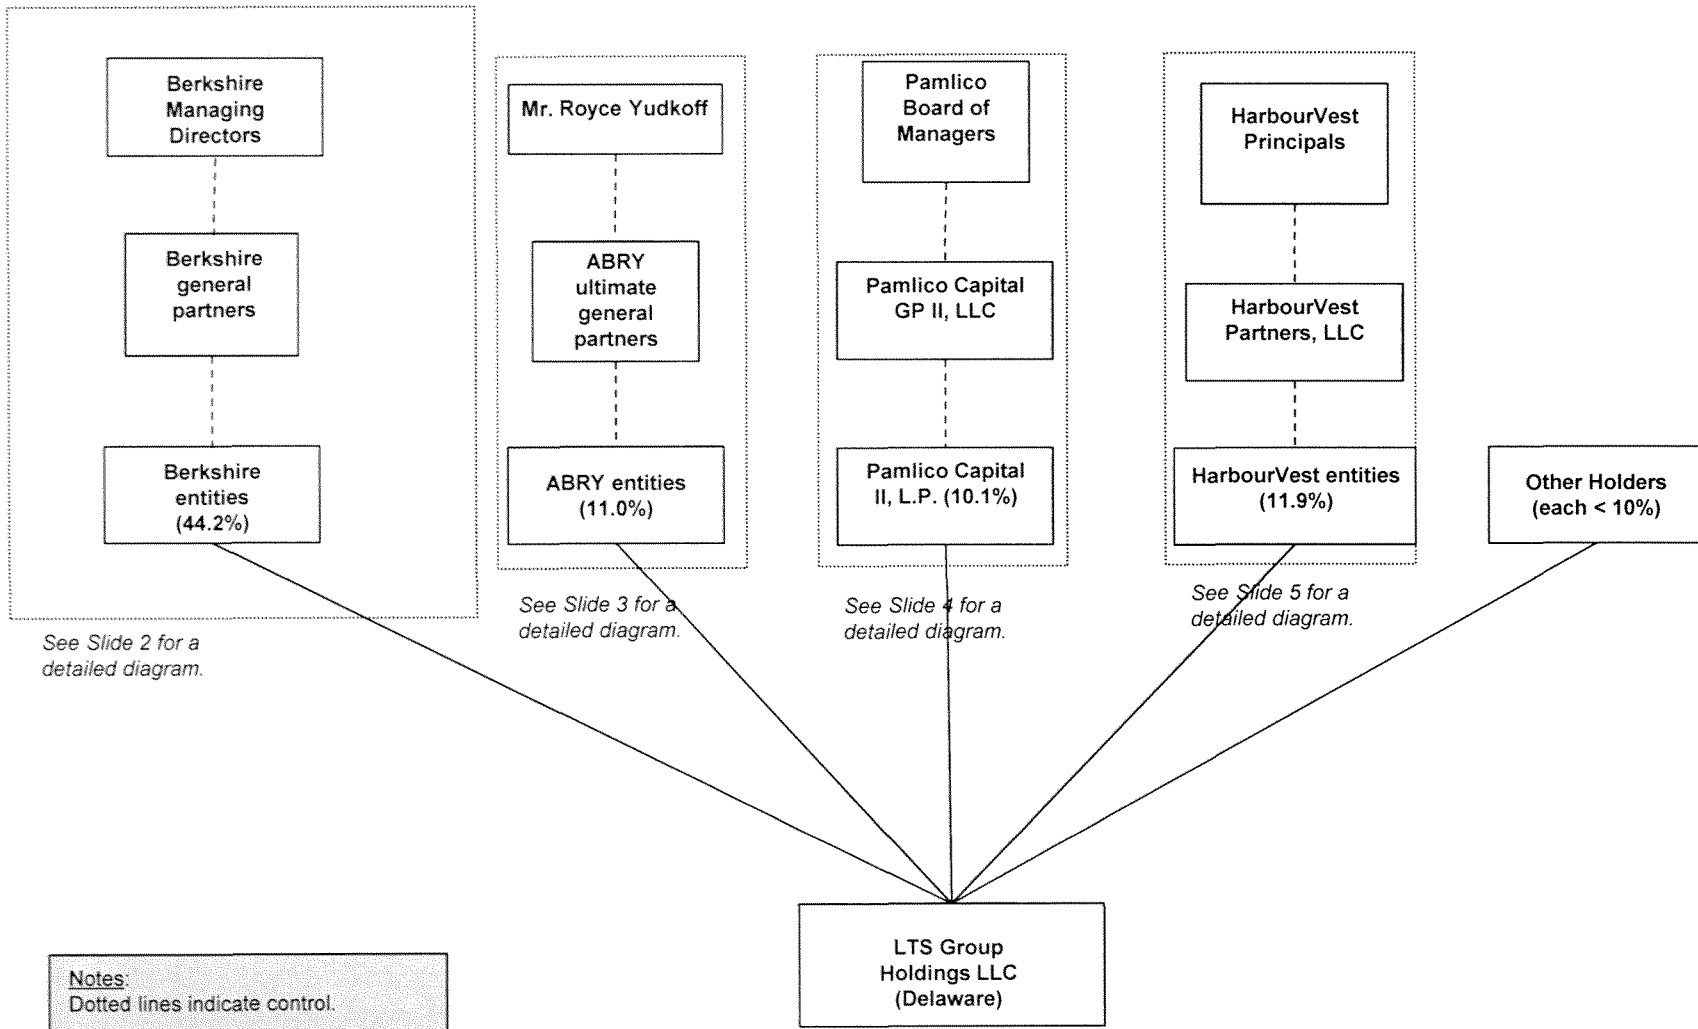 Berkshire
Managing
Directors
Berkshire
general
partners
Berkshire
entities
(44.2%)
See Slide 2 for a
detailed diagram.
Mr. Royce Yudkoff
ABRY
ultimate
general
partners
ABRY entities
(11.0%)
See Slide 3 for a
detailed diagram.
Pamlico
Board of
Managers
Pamlico Capital
GP II, LLC
Pamlico Capital
II, L.P. (10.1%)
See Slide 4 for a
detailed diagram.
HarbourVest
Principals
HarbourVest
Partners, LLC
HarbourVest entities
(11.9%)
See Slide 5 for a
detailed diagram.
Other Holders
(each < 10%)
LTS Group
Holdings LLC
(Delaware)
Notes:
Dotted lines indicate control.